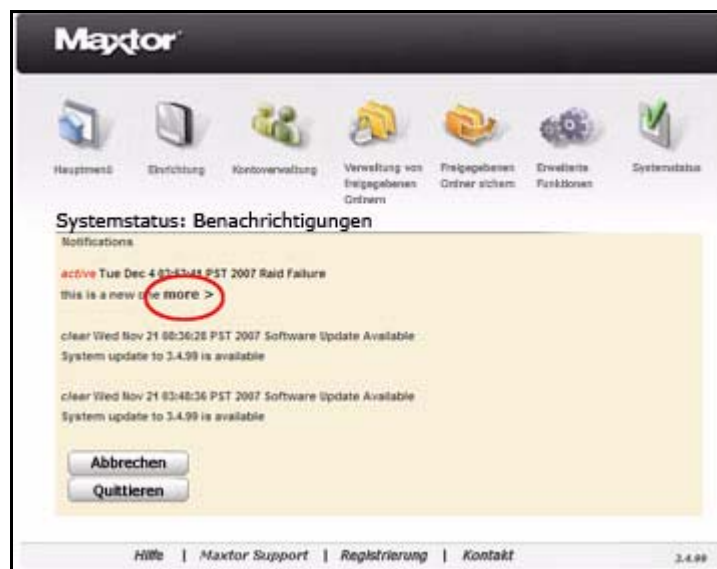 Maxtor
Hauptmenü
Einrichtung
Kontoverwaltung
Verwaltung von
freigegebenen
Ordnern
Freigegebenen
Ordner sichern
Erweiterte
Funktionen
Systemstatus
Systemstatus: Benachrichtigungen
Notifications
active Tue Dec 4 PST 2007 Raid Failure
this is a new one more >
clear Wed Nov 21 08:36:28 PST 2007 Software Update Available
System update to 3.4.99 is available
clear Wed Nov 21 03:48:36 PST 2007 Software Update Available
System update to 3.4.99 is available
Abbrechen
Quittieren
Hilfe | Maxtor Support | Registrierung | Kontakt
3.4.99